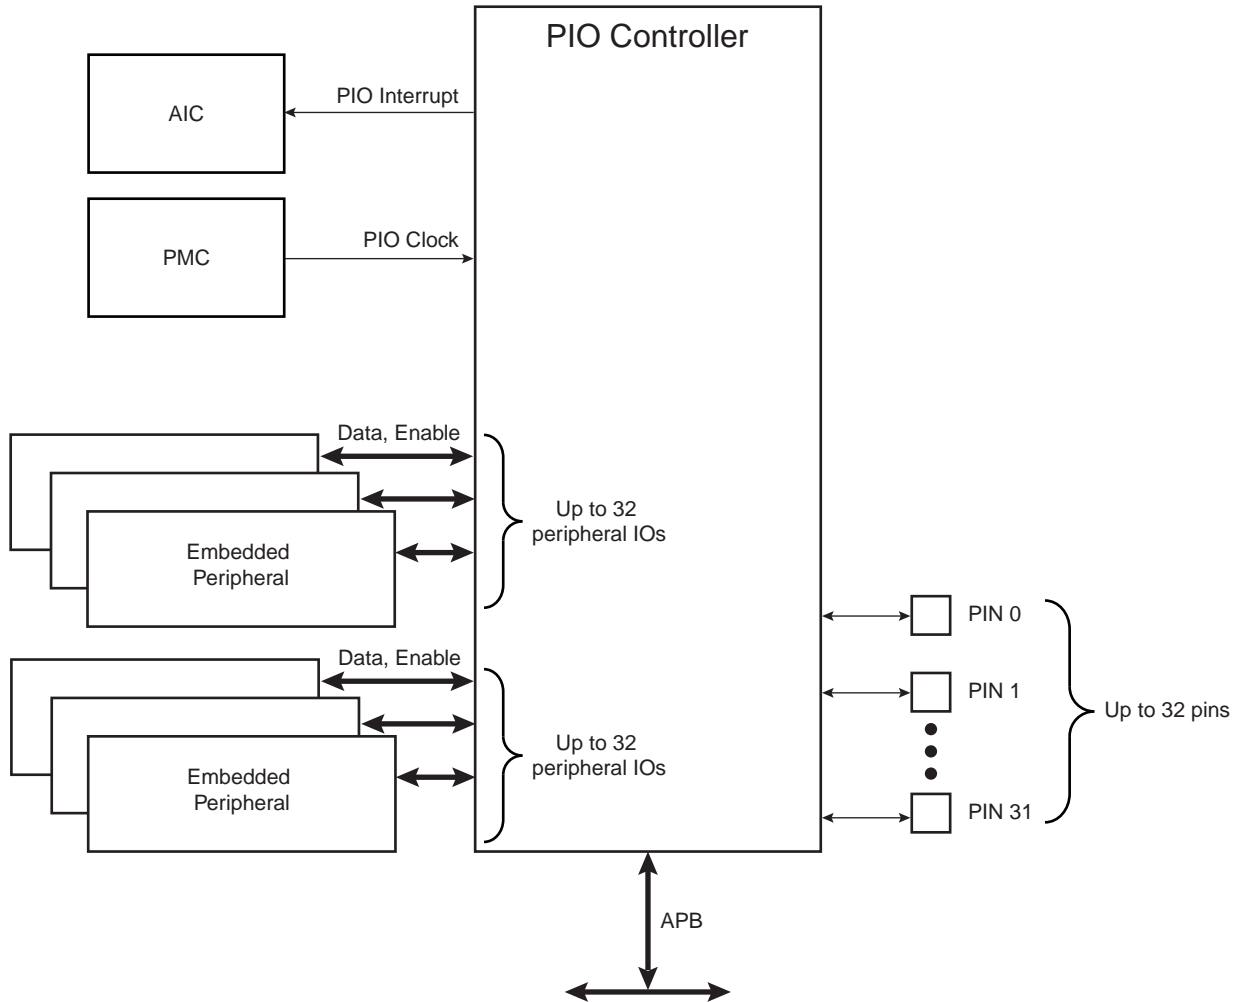 PIO Controller
PIO Interrupt
AIC
PIO Clock
PMC
Data, Enable
Up to 32
peripheral IOs
Embedded
Peripheral
PIN 0
Data, Enable
PIN 1
Up to 32 pins
Up to 32
peripheral IOs
Embedded
Peripheral
PIN 31
APB